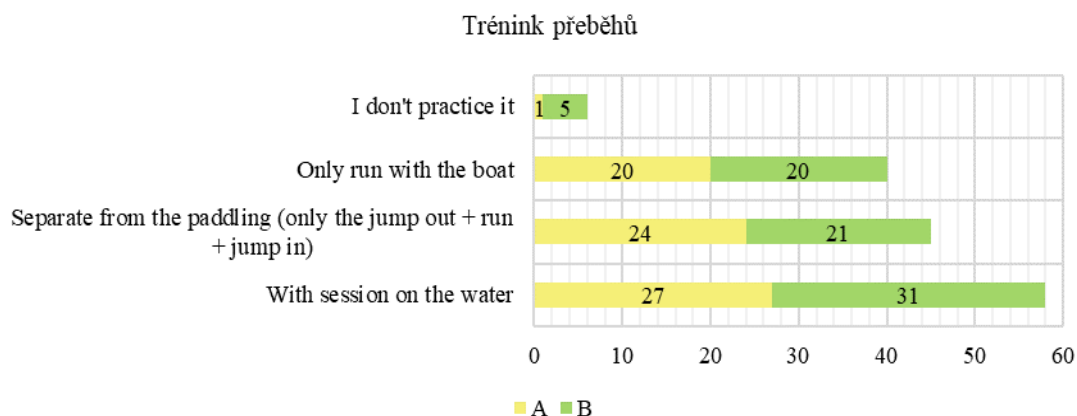 Trénink přeběhů
I don't practice it
1 5
Only run with the boat
20 20
Separate from the paddling (only the jump out + run
+ jump in)
24 21
With session on the water
27 31
0 10 20 30 40 50 60
A B